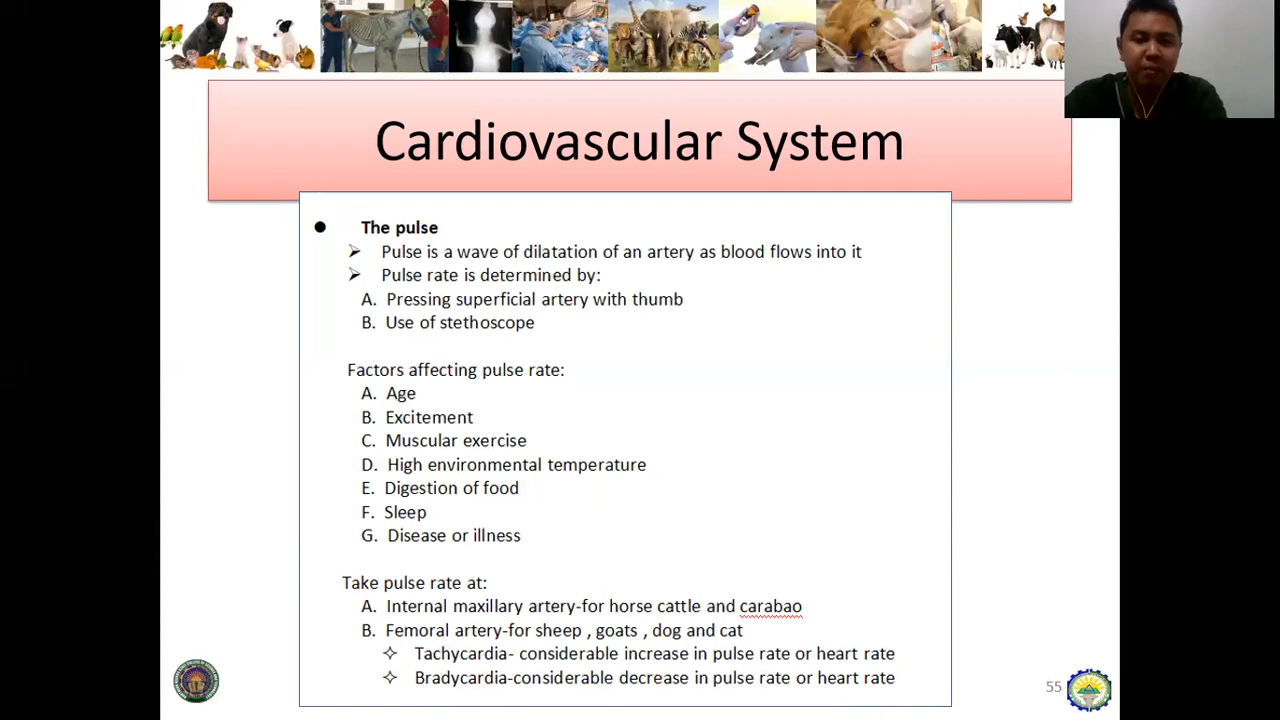 Cardiovascular System
● The pulse
➢ Pulse is a wave of dilatation of an artery as blood flows into it
➢ Pulse rate is determined by:
A. Pressing superficial artery with thumb
B. Use of stethoscope
Factors affecting pulse rate:
A. Age
B. Excitement
C. Muscular exercise
D. High environmental temperature
E. Digestion of food
F. Sleep
G. Disease or illness
Take pulse rate at:
A. Internal maxillary artery-for horse cattle and carabao
B. Femoral artery-for sheep , goats , dog and cat
✧ Tachycardia- considerable increase in pulse rate or heart rate
✧ Bradycardia-considerable decrease in pulse rate or heart rate
55